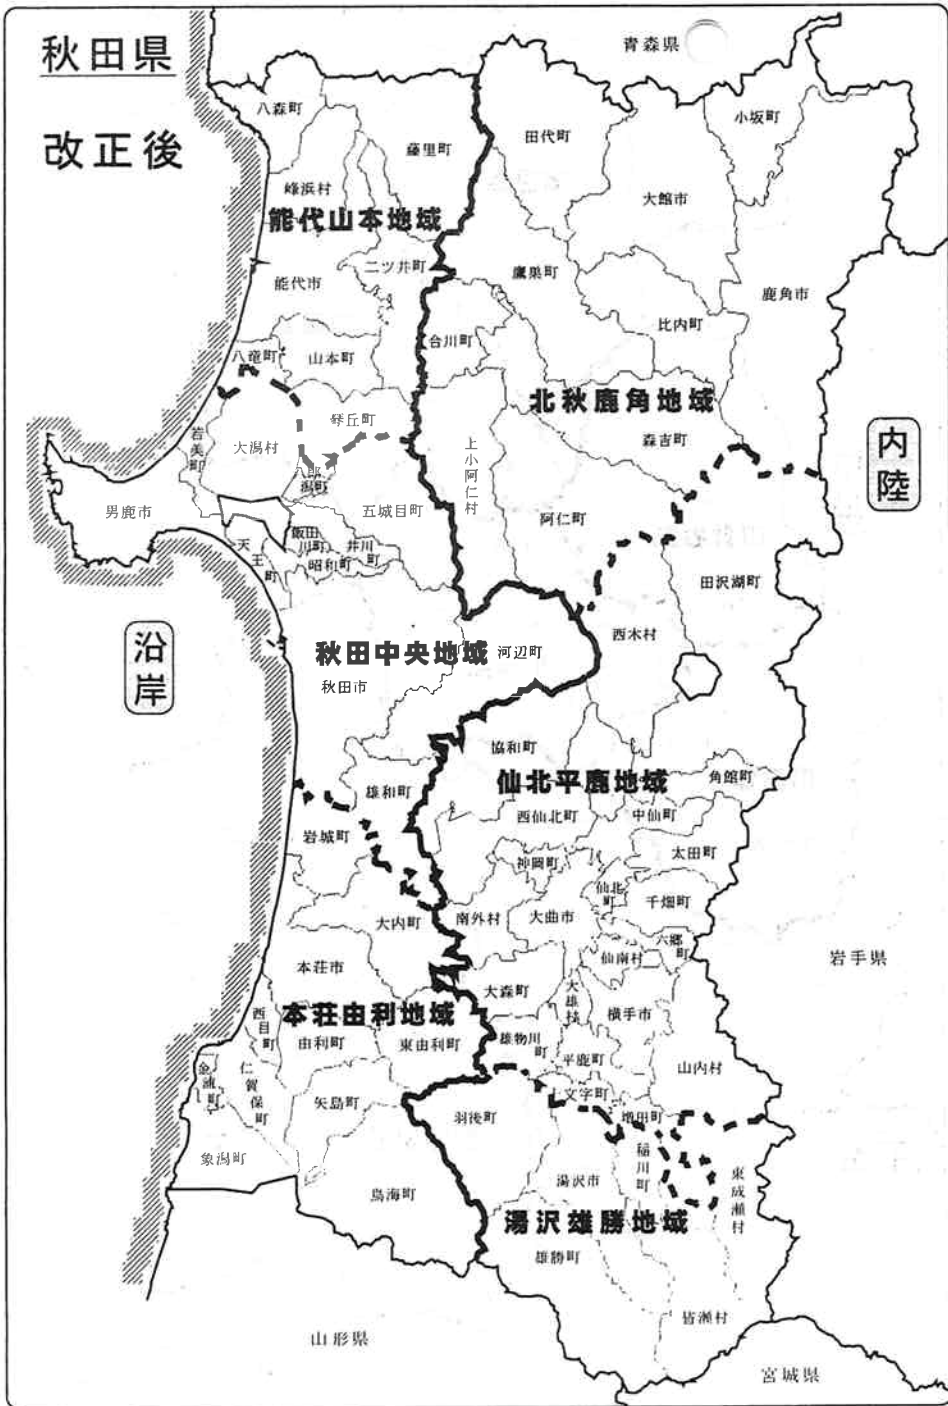 秋田県
改正後
青森県
八森町
藤里町
田代町
小坂町
峰浜村
大館市
能代山本地域
二ツ井町
能代市
鷹巣町
鹿角市
合川町
比内町
八竜町
山本町
北秋鹿角地域
琴丘町
若美町
大潟村
上小阿仁村
森吉町
内陸
八郎
潟町
男鹿市
五城目町
阿仁町
天王町
飯田
川町
井川
町
昭和町
田沢湖町
西木村
沿岸
秋田中央地域
河辺町
秋田市
協和町
仙北平鹿地域
角館町
雄和町
西仙北町
中仙町
岩城町
太田町
神岡町
仙北
町
千畑町
大内町
南外村
大曲市
六郷
町
仙南村
岩手県
本荘市
大森町
大雄村
横手市
西目町
本荘由利地域
由利町
東由利町
雄物川
町
平鹿町
山内村
金浦町
仁賀保町
矢島町
羽後町
十文字町
増田町
稲川町
象潟町
湯沢市
東成瀬村
鳥海町
湯沢雄勝地域
雄勝町
皆瀬村
山形県
宮城県